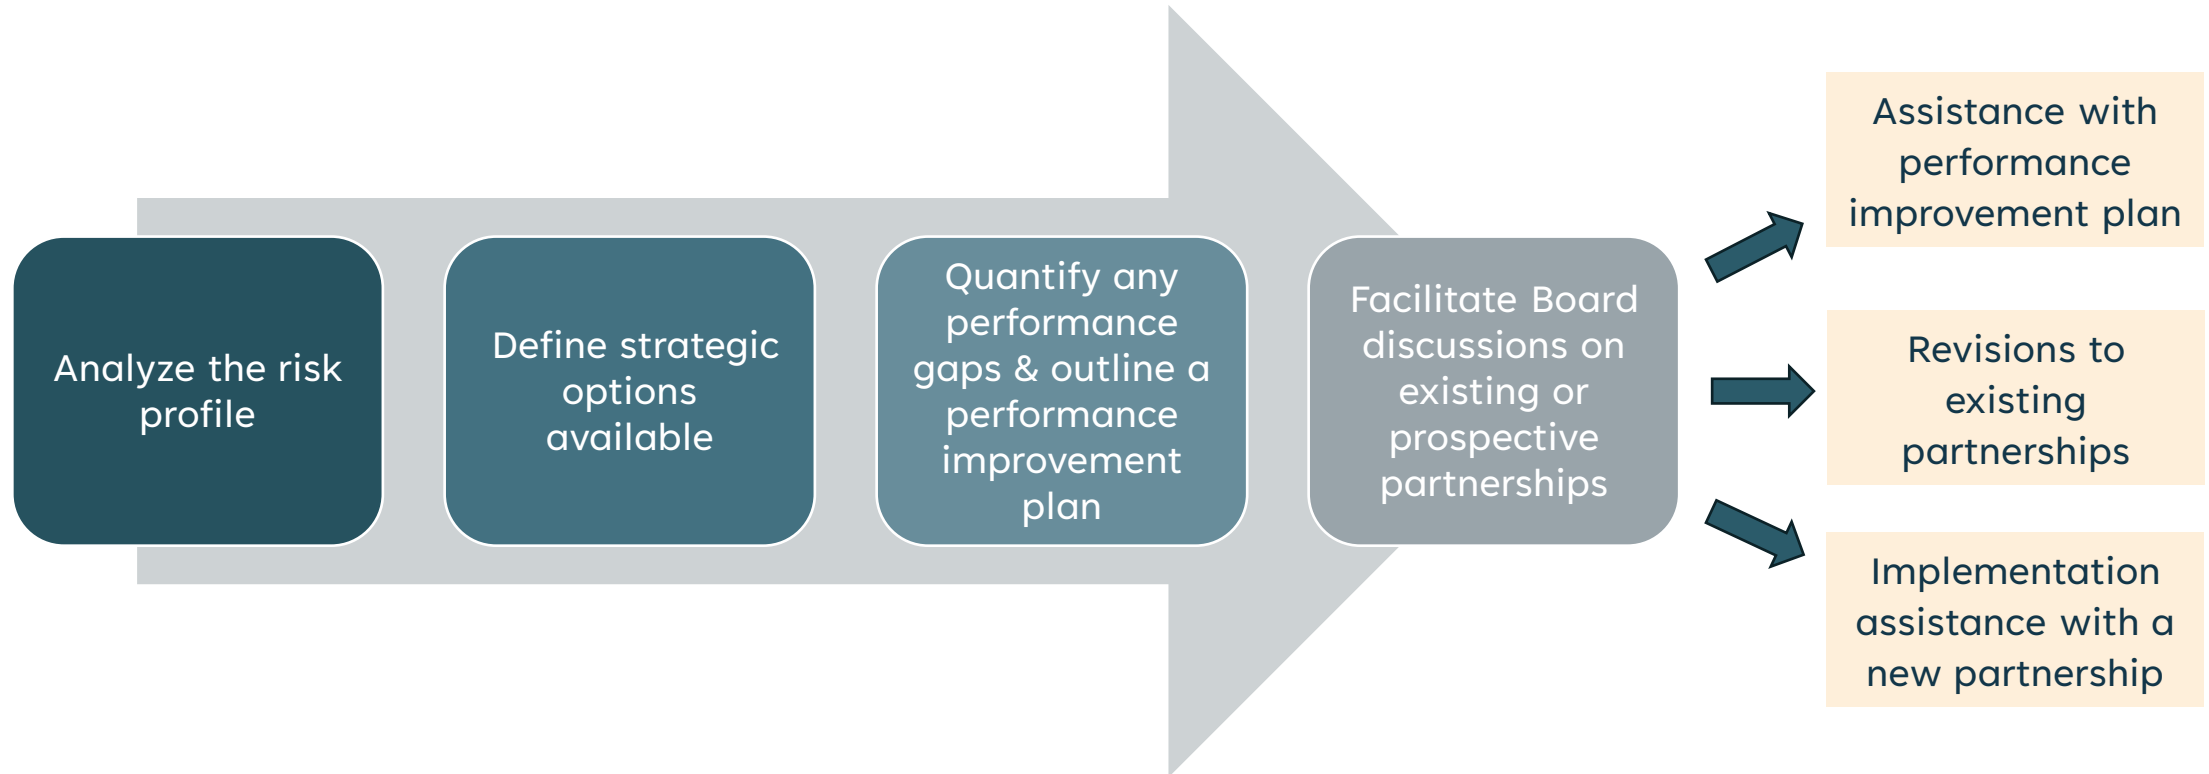 Analyze the risk
profile
Define strategic
options
available
Quantify any
performance
gaps & outline a
performance
improvement
plan
Facilitate Board
discussions on
existing or
prospective
partnerships
Assistance with
performance
improvement plan
Revisions to
existing
partnerships
Implementation
assistance with a
new partnership